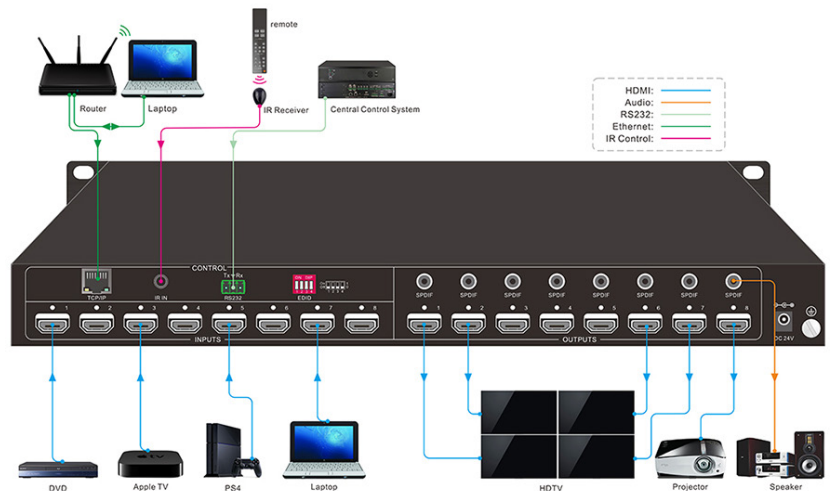 remote
Router
Laptop
IR Receiver
Central Control System
HDMI:
Audio:
RS232:
Ethernet:
IR Control:
CONTROL
Tx Rx
TCP/IP
IR IN
RS232
EDID
SPDIF SPDIF SPDIF SPDIF SPDIF SPDIF SPDIF SPDIF
1 2 3 4 5 6 7 8
1 2 3 4 5 6 7 8
DC 24V
INPUTS
OUTPUTS
DVD
Apple TV
PS4
Laptop
HDTV
Projector
Speaker